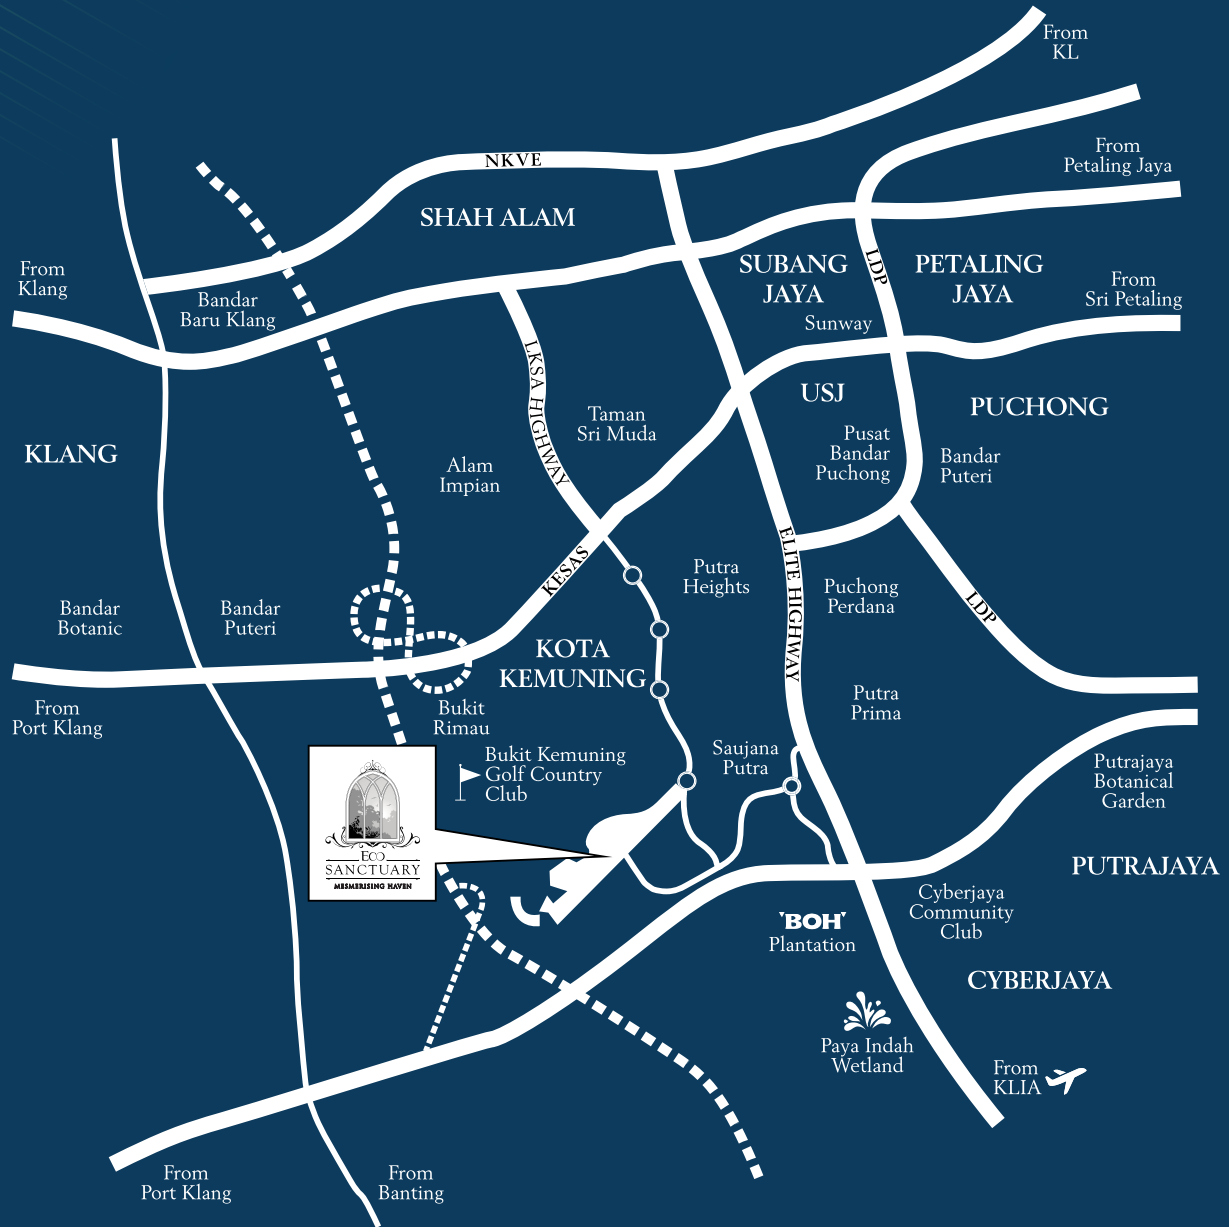 From
KL
From
Petaling Jaya
NKVE
SHAH ALAM
From
Klang
Bandar
Baru Klang
SUBANG
JAYA
LDP
PETALING
JAYA
From
Sri Petaling
Sunway
LKSA HIGHWAY
USJ
PUCHONG
Taman
Sri Muda
KLANG
Alam
Impian
Pusat
Bandar
Puchong
Bandar
Puteri
KESAS
ELITE HIGHWAY
Putra
Heights
Puchong
Perdana
LDP
Bandar
Botanic
Bandar
Puteri
KOTA
KEMUNING
From
Port Klang
Bukit
Rimau
Putra
Prima
Bukit Kemuning
Golf Country
Club
Saujana
Putra
Putrajaya
Botanical
Garden
ECO
SANCTUARY
MESMERISING HAVEN
PUTRAJAYA
'BOH'
Plantation
Cyberjaya
Community
Club
CYBERJAYA
Paya Indah
Wetland
From
KLIA
From
Port Klang
From
Banting